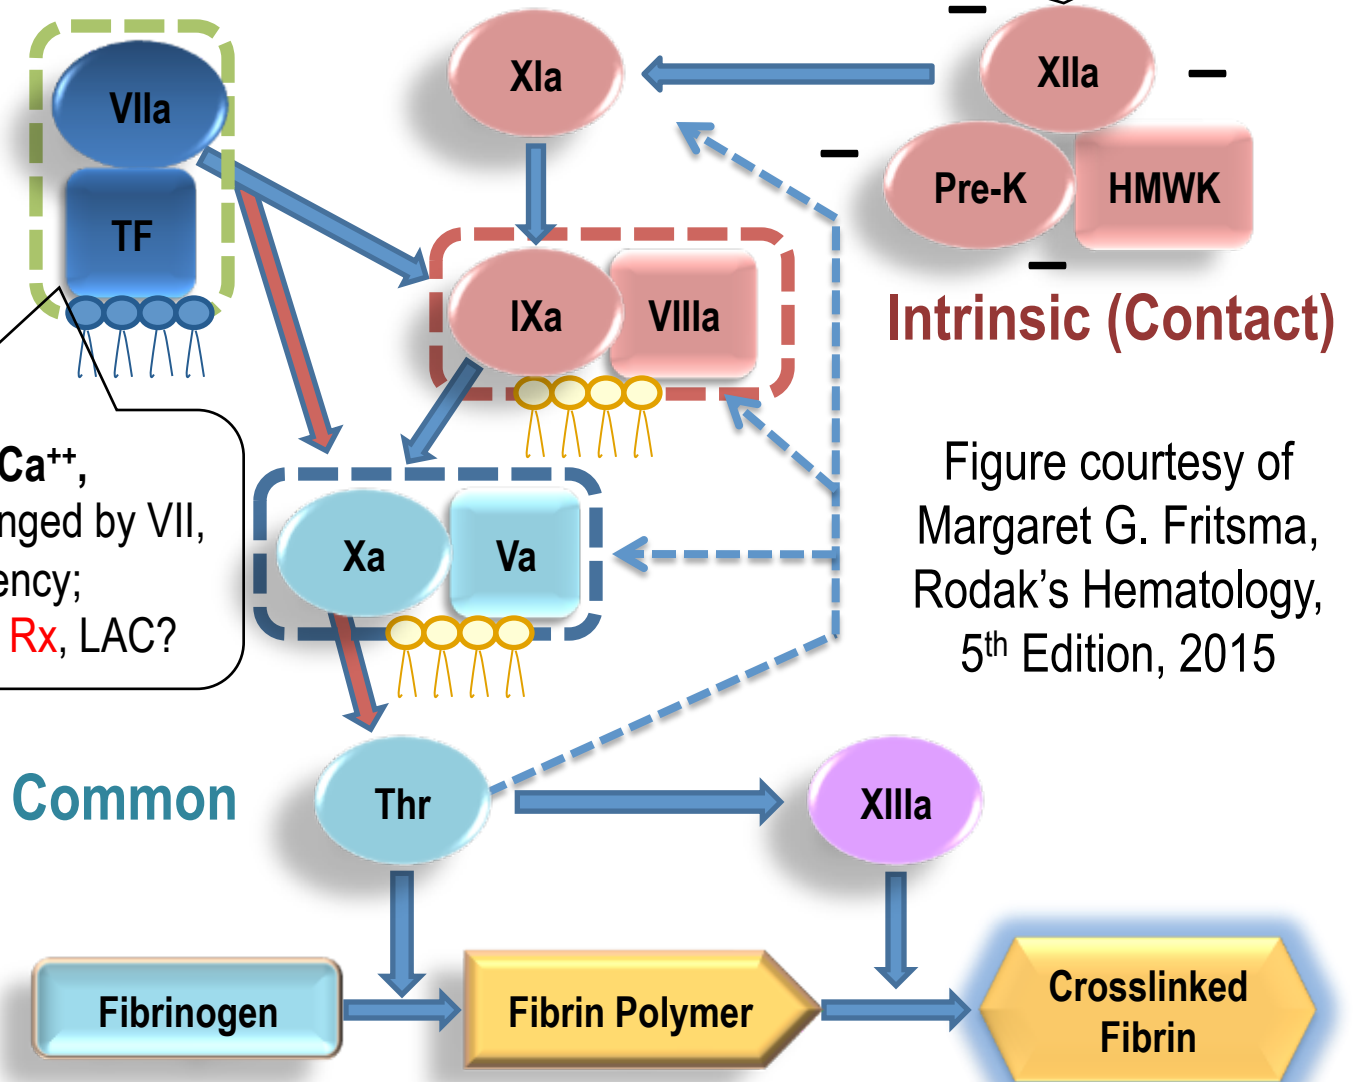 VIIa
TF
XIa
XIIa
Pre-K
HMWK
IXa
VIIIa
Intrinsic (Contact)
Ca⁺⁺,
nged by VII,
ency;
Rx, LAC?
Xa
Va
Figure courtesy of
Margaret G. Fritsma,
Rodak’s Hematology,
5th Edition, 2015
Common
Thr
XIIIa
Fibrinogen
Fibrin Polymer
Crosslinked
Fibrin